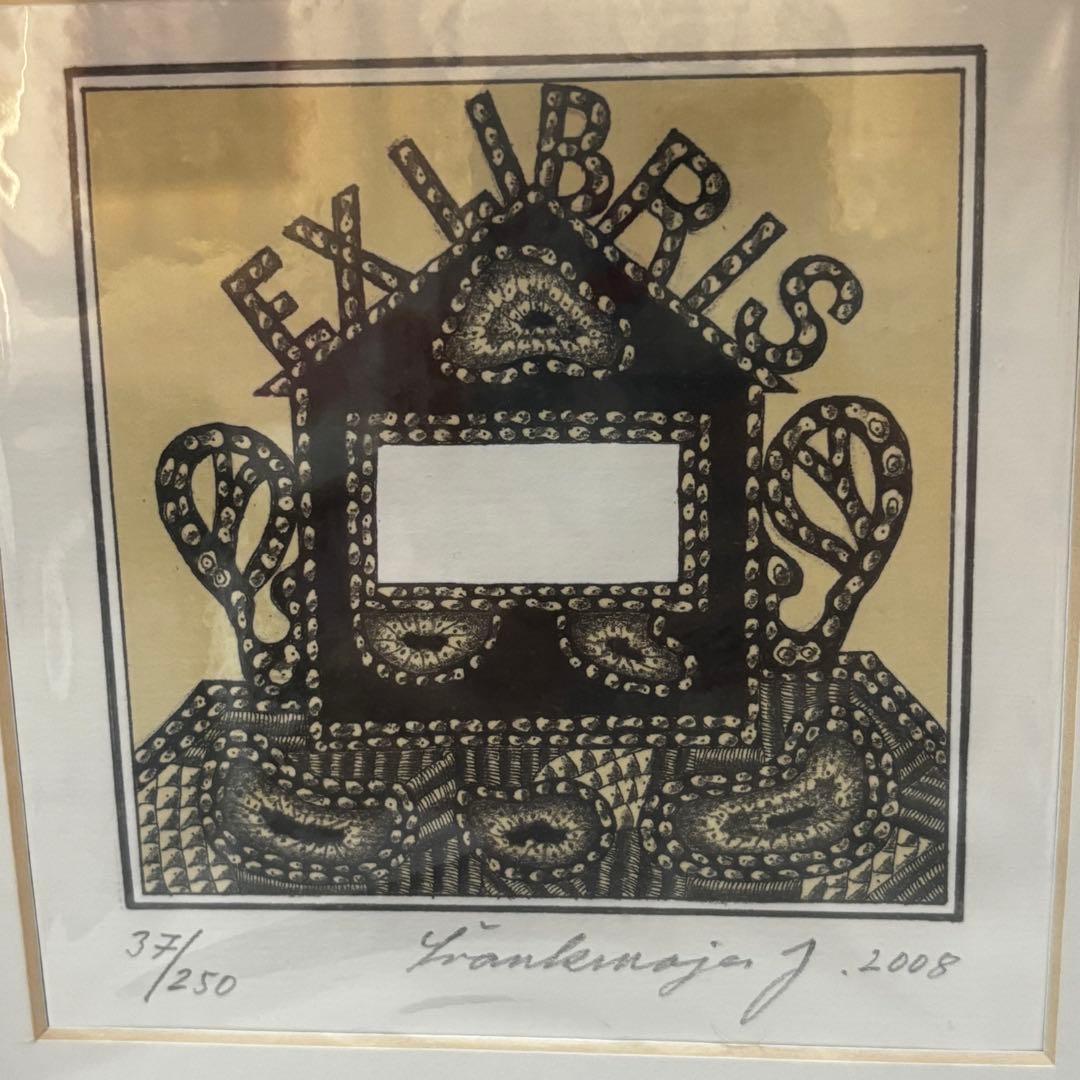 EX LIBRIS
37/250
Švankmajer J. 2008